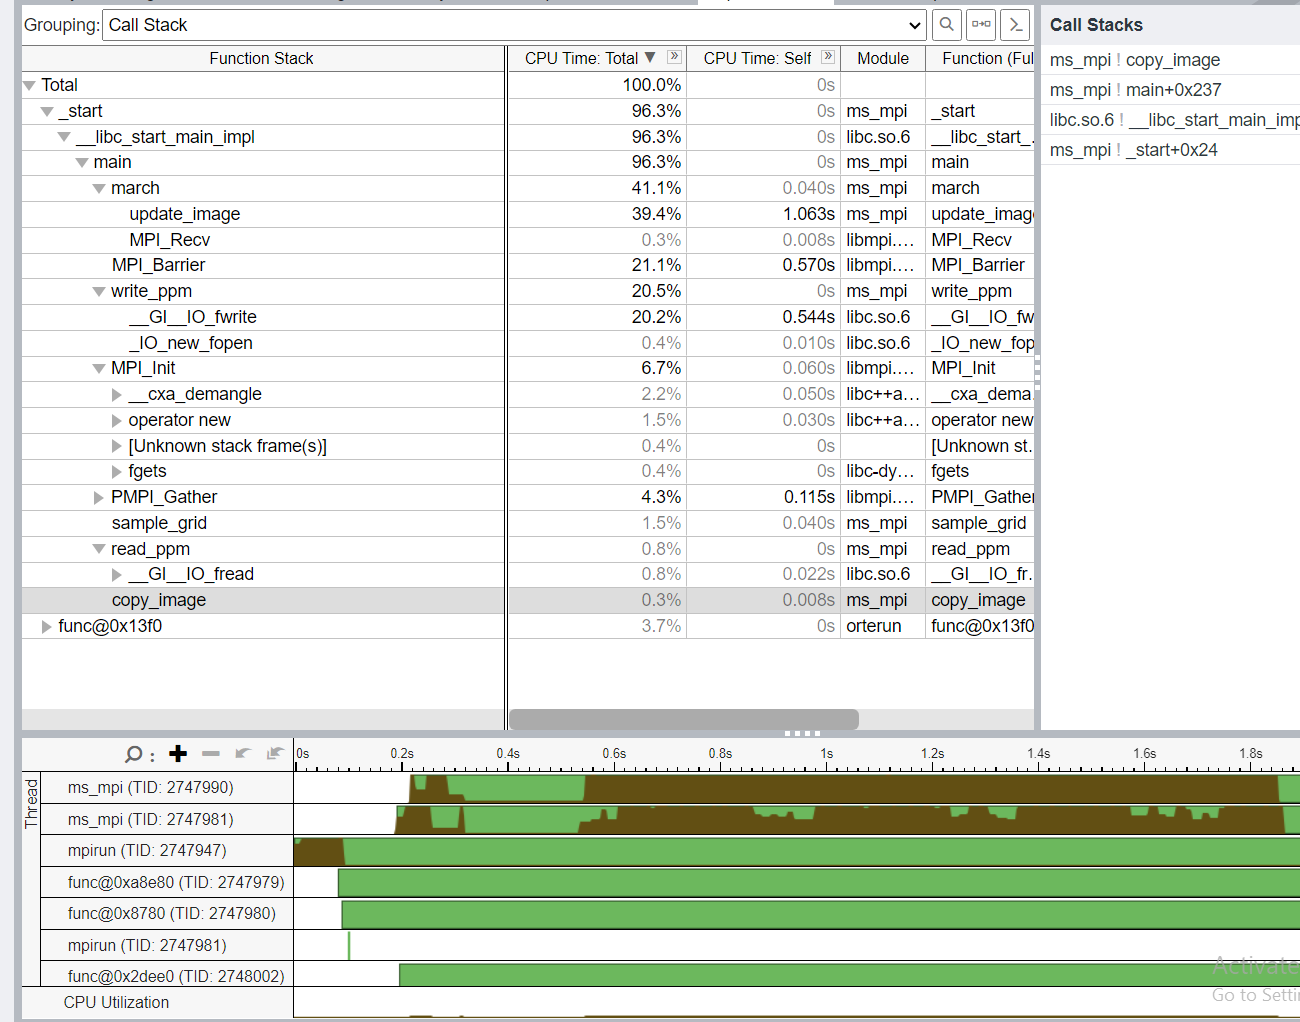 Grouping: Call Stack
Function Stack CPU Time: Total ▼ » CPU Time: Self » Module Function (Ful
Total 100.0% 0s
_start 96.3% 0s ms_mpi _start
__libc_start_main_impl 96.3% 0s libc.so.6 __libc_start_.
main 96.3% 0s ms_mpi main
march 41.1% 0.040s ms_mpi march
update_image 39.4% 1.063s ms_mpi update_imag
MPI_Recv 0.3% 0.008s libmpi.... MPI_Recv
MPI_Barrier 21.1% 0.570s libmpi.... MPI_Barrier
write_ppm 20.5% 0s ms_mpi write_ppm
__GI__IO_fwrite 20.2% 0.544s libc.so.6 __GI__IO_fw
_IO_new_fopen 0.4% 0.010s libc.so.6 _IO_new_fop
MPI_Init 6.7% 0.060s libmpi.... MPI_Init
__cxa_demangle 2.2% 0.050s libc++a... __cxa_dema
operator new 1.5% 0.030s libc++a... operator new
[Unknown stack frame(s)] 0.4% 0s [Unknown st.
fgets 0.4% 0s libc-dy... fgets
PMPI_Gather 4.3% 0.115s libmpi.... PMPI_Gather
sample_grid 1.5% 0.040s ms_mpi sample_grid
read_ppm 0.8% 0s ms_mpi read_ppm
__GI__IO_fread 0.8% 0.022s libc.so.6 __GI__IO_fr.
copy_image 0.3% 0.008s ms_mpi copy_image
func@0x13f0 3.7% 0s orterun func@0x13f0
Call Stacks
ms_mpi ! copy_image
ms_mpi ! main+0x237
libc.so.6 ! __libc_start_main_imp
ms_mpi ! _start+0x24
0s 0.2s 0.4s 0.6s 0.8s 1s 1.2s 1.4s 1.6s 1.8s
Thread
ms_mpi (TID: 2747990)
ms_mpi (TID: 2747981)
mpirun (TID: 2747947)
func@0xa8e80 (TID: 2747979)
func@0x8780 (TID: 2747980)
mpirun (TID: 2747981)
func@0x2dee0 (TID: 2748002)
CPU Utilization
Activate
Go to Setti